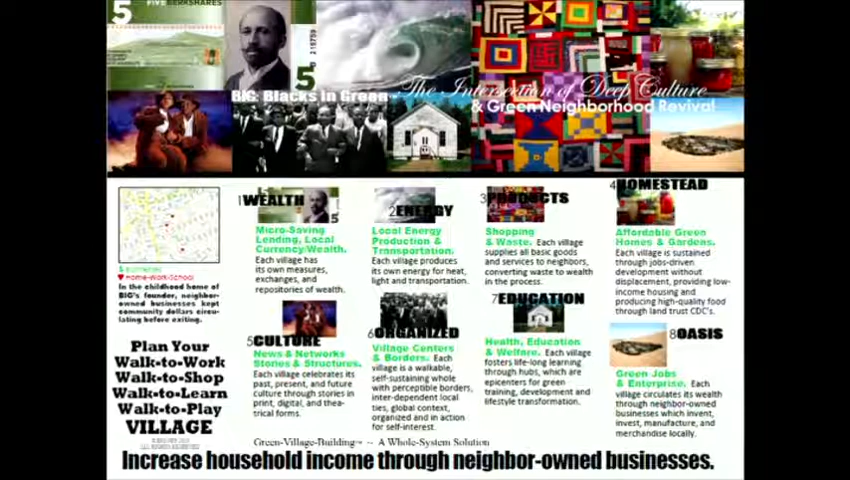 5 FIVE BERKSHARES
5
BIG: Blacks in Green - The Intersection of Deep Culture
& Green Neighborhood Revival
Home-Work-School
In the childhood home of
BIG's founder, neighbor-
owned businesses kept
community dollars circu-
lating before exiting.
Plan Your
Walk-to-Work
Walk-to-Shop
Walk-to-Learn
Walk-to-Play
VILLAGE
1WEALTH
Micro-Saving
Lending, Local
Currency/Wealth.
Each village has
its own measures,
exchanges, and
repositories of wealth.
2ENERGY
Local Energy
Production &
Transportation.
Each village produces
its own energy for heat,
light and transportation.
3PRODUCTS
Shopping
& Waste. Each village
supplies all basic goods
and services to neighbors,
converting waste to wealth
in the process.
4HOMESTEAD
Affordable Green
Homes & Gardens.
Each village is sustained
through jobs-driven
development without
displacement, providing low-
income housing and
producing high-quality food
through land trust CDC's.
5CULTURE
News & Networks
Stories & Structures.
Each village celebrates its
past, present, and future
culture through stories in
print, digital, and thea-
trical forms.
6ORGANIZED
Village Centers
& Borders. Each
village is a walkable,
self-sustaining whole
with perceptible borders,
inter-dependent local
ties, global context,
organized and in action
for self-interest.
7EDUCATION
Health, Education
& Welfare. Each village
fosters life-long learning
through hubs, which are
epicenters for green
training, development and
lifestyle transformation.
8OASIS
Green Jobs
& Enterprise. Each
village circulates its wealth
through neighbor-owned
businesses which invent,
invest, manufacture, and
merchandise locally.
Green-Village-Building™ ~ A Whole-System Solution
Increase household income through neighbor-owned businesses.